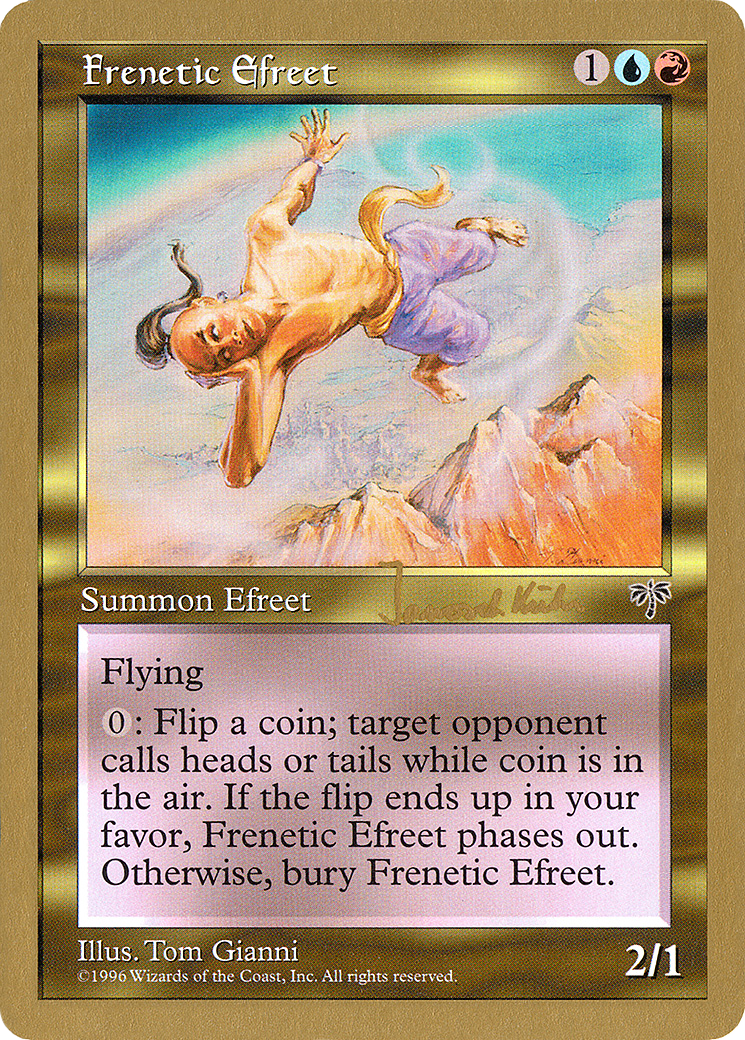 Frenetic Efreet 1
Summon Efreet
Flying
0: Flip a coin; target opponent
calls heads or tails while coin is in
the air. If the flip ends up in your
favor, Frenetic Efreet phases out.
Otherwise, bury Frenetic Efreet.
Illus. Tom Gianni
©1996 Wizards of the Coast, Inc. All rights reserved.
2/1